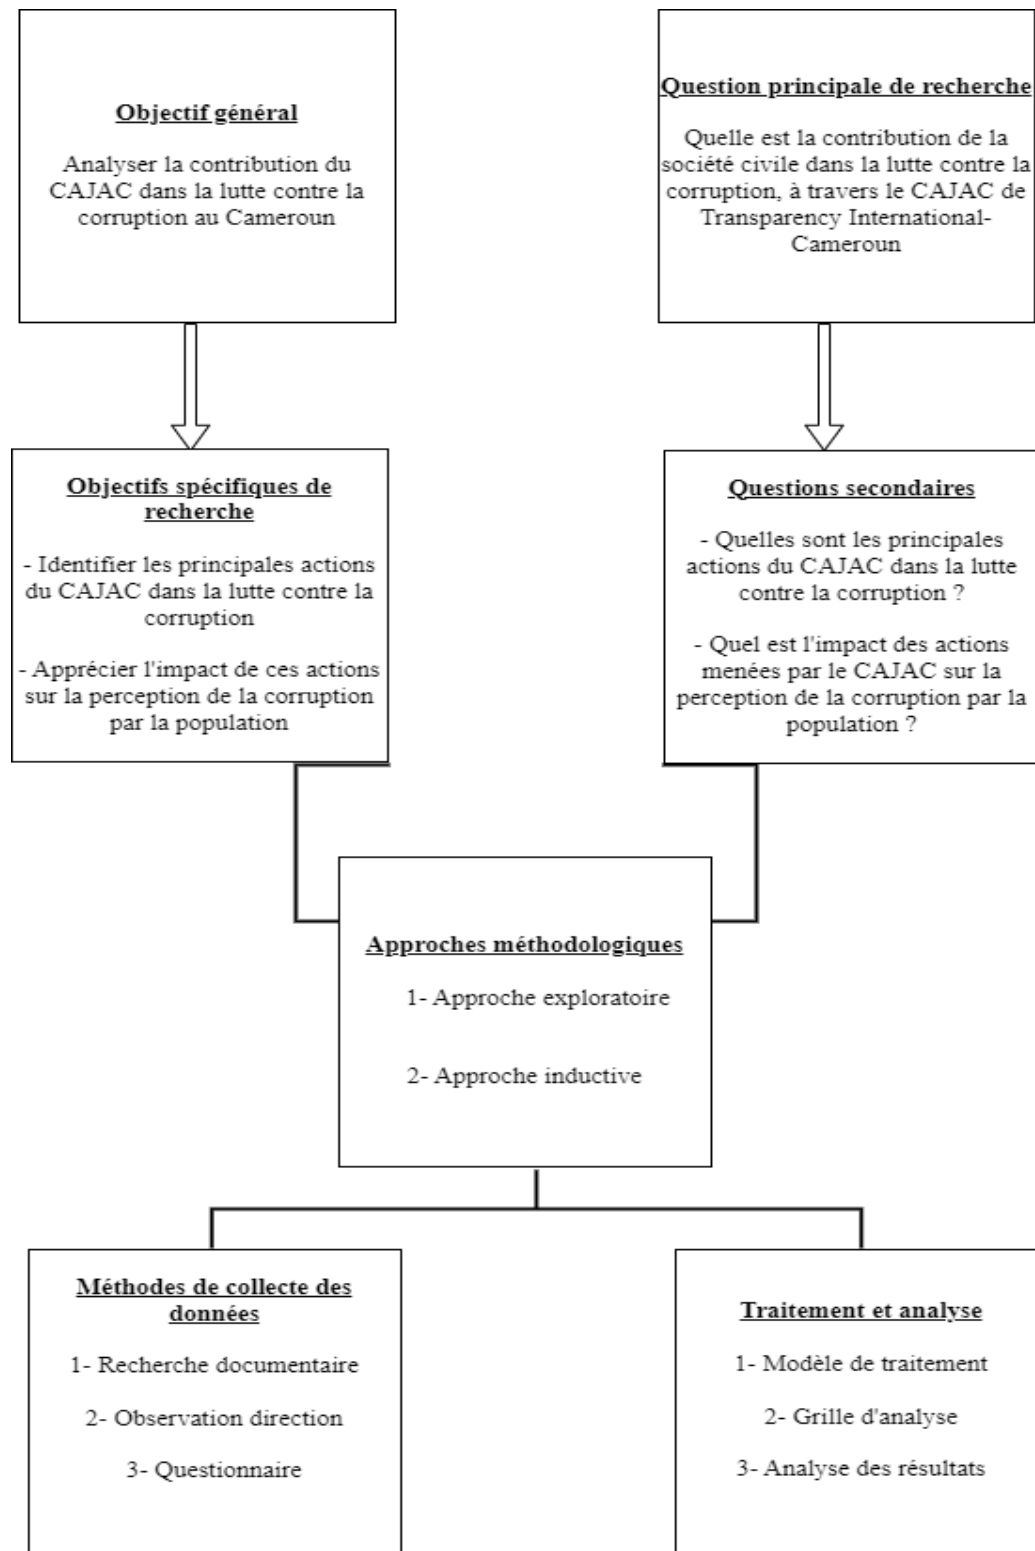 Objectif général
Analyser la contribution du
CAJAC dans la lutte contre la
corruption au Cameroun
Question principale de recherche
Quelle est la contribution de la
société civile dans la lutte contre la
corruption, à travers le CAJAC de
Transparency International-
Cameroun
Objectifs spécifiques de
recherche
- Identifier les principales actions
du CAJAC dans la lutte contre la
corruption
- Apprécier l'impact de ces actions
sur la perception de la corruption
par la population
Questions secondaires
- Quelles sont les principales
actions du CAJAC dans la lutte
contre la corruption ?
- Quel est l'impact des actions
menées par le CAJAC sur la
perception de la corruption par la
population ?
Approches méthodologiques
1- Approche exploratoire
2- Approche inductive
Méthodes de collecte des
données
1- Recherche documentaire
2- Observation direction
3- Questionnaire
Traitement et analyse
1- Modèle de traitement
2- Grille d'analyse
3- Analyse des résultats